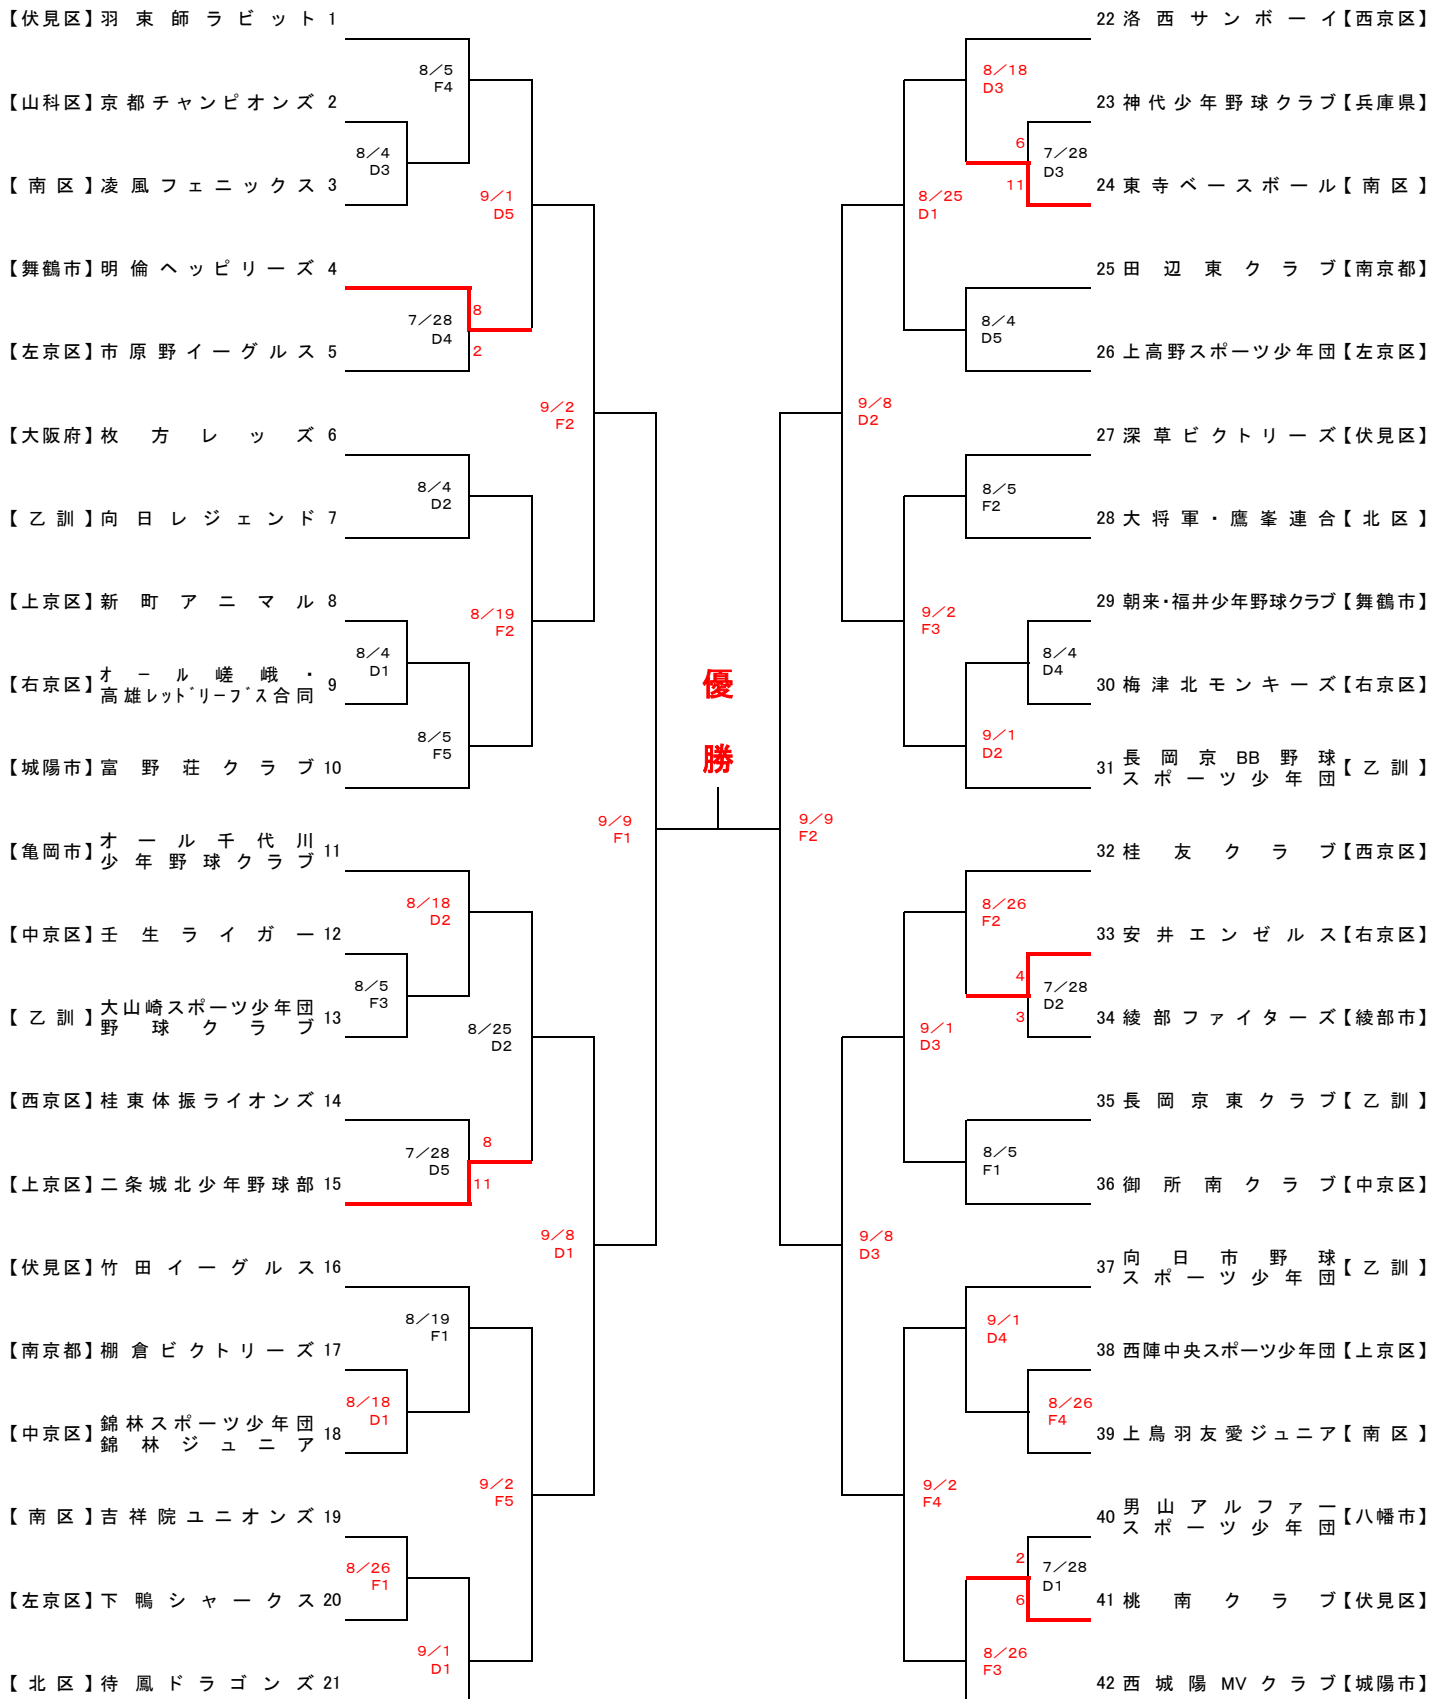 【伏見区】羽束師ラビット 1
8／5
F4
【山科区】京都チャンピオンズ 2
8／4
D3
【南区】凌風フェニックス 3
9／1
D5
【舞鶴市】明倫ヘッピリーズ 4
8
7／28
D4
2
【左京区】市原野イーグルス 5
9／2
F2
【大阪府】枚方レッズ 6
8／4
D2
【乙訓】向日レジェンド 7
【上京区】新町アニマル 8
8／19
F2
8／4
D1
【右京区】オール嵯峨・
高雄レッドリーブス合同 9
8／5
F5
【城陽市】富野荘クラブ 10
9／9
F1
【亀岡市】オール千代川
少年野球クラブ 11
8／18
D2
【中京区】壬生ライガー 12
8／5
F3
【乙訓】大山崎スポーツ少年団
野球クラブ 13
8／25
D2
【西京区】桂東体振ライオンズ 14
8
7／28
D5
11
【上京区】二条城北少年野球部 15
9／8
D1
【伏見区】竹田イーグルス 16
8／19
F1
【南京都】棚倉ビクトリーズ 17
8／18
D1
【中京区】錦林スポーツ少年団
錦林ジュニア 18
9／2
F5
【南区】吉祥院ユニオンズ 19
8／26
F1
【左京区】下鴨シャークス 20
9／1
D1
【北区】待鳳ドラゴンズ 21
優
勝
22 洛西サンボーイ【西京区】
8／18
D3
23 神代少年野球クラブ【兵庫県】
6
7／28
D3
11
24 東寺ベースボール【南区】
8／25
D1
25 田辺東クラブ【南京都】
8／4
D5
26 上高野スポーツ少年団【左京区】
9／8
D2
27 深草ビクトリーズ【伏見区】
8／5
F2
28 大将軍・鷹峯連合【北区】
29 朝来・福井少年野球クラブ【舞鶴市】
9／2
F3
8／4
D4
30 梅津北モンキーズ【右京区】
9／1
D2
31 長岡京BB野球
スポーツ少年団【乙訓】
9／9
F2
32 桂友クラブ【西京区】
8／26
F2
33 安井エンゼルス【右京区】
4
7／28
D2
3
34 綾部ファイターズ【綾部市】
9／1
D3
35 長岡京東クラブ【乙訓】
8／5
F1
36 御所南クラブ【中京区】
9／8
D3
37 向日市野球
スポーツ少年団【乙訓】
9／1
D4
38 西陣中央スポーツ少年団【上京区】
8／26
F4
39 上鳥羽友愛ジュニア【南区】
9／2
F4
40 男山アルファー
スポーツ少年団【八幡市】
2
7／28
D1
6
41 桃南クラブ【伏見区】
8／26
F3
42 西城陽MVクラブ【城陽市】